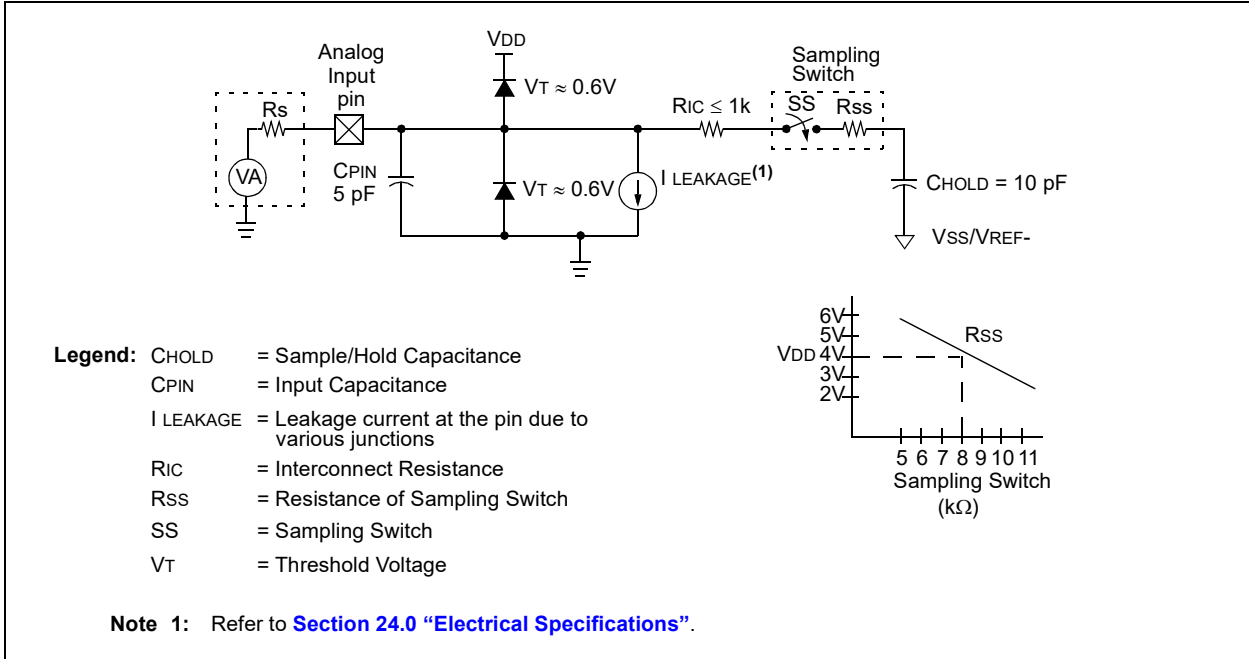 VDD
Analog
Input
pin
Sampling
Switch
VT ≈ 0.6V
RIC ≤ 1k
SS
Rss
Rs
VA
CPIN
5 pF
VT ≈ 0.6V
I LEAKAGE(1)
CHOLD = 10 pF
VSS/VREF-
6V
5V
VDD 4V
3V
2V
RSS
5 6 7 8 9 10 11
Sampling Switch
(kΩ)
Legend: CHOLD = Sample/Hold Capacitance
CPIN = Input Capacitance
I LEAKAGE = Leakage current at the pin due to
various junctions
RIC = Interconnect Resistance
RSS = Resistance of Sampling Switch
SS = Sampling Switch
VT = Threshold Voltage
Note 1: Refer to Section 24.0 “Electrical Specifications”.